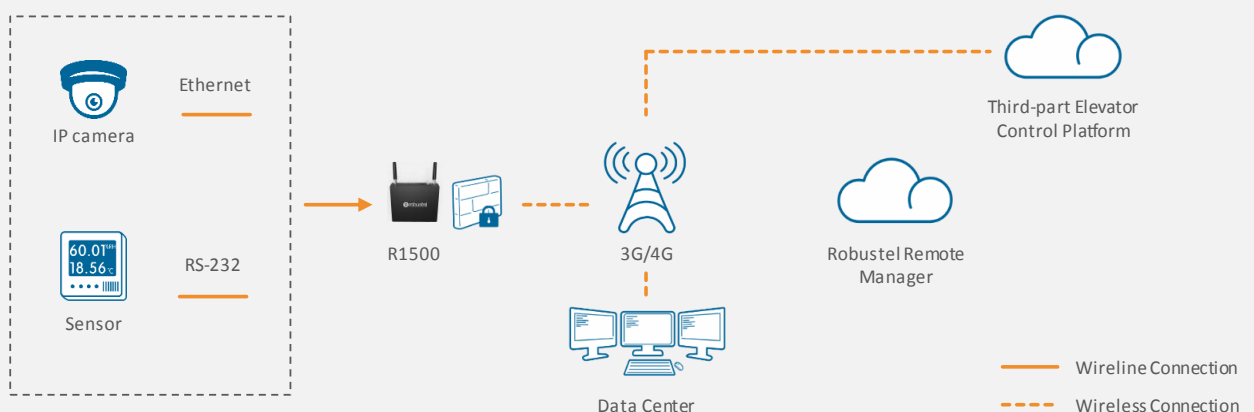 Ethernet
IP camera
60.01
18.56
RS-232
Sensor
robustel
R1500
3G/4G
Data Center
Robustel Remote
Manager
Third-part Elevator
Control Platform
Wireline Connection
Wireless Connection